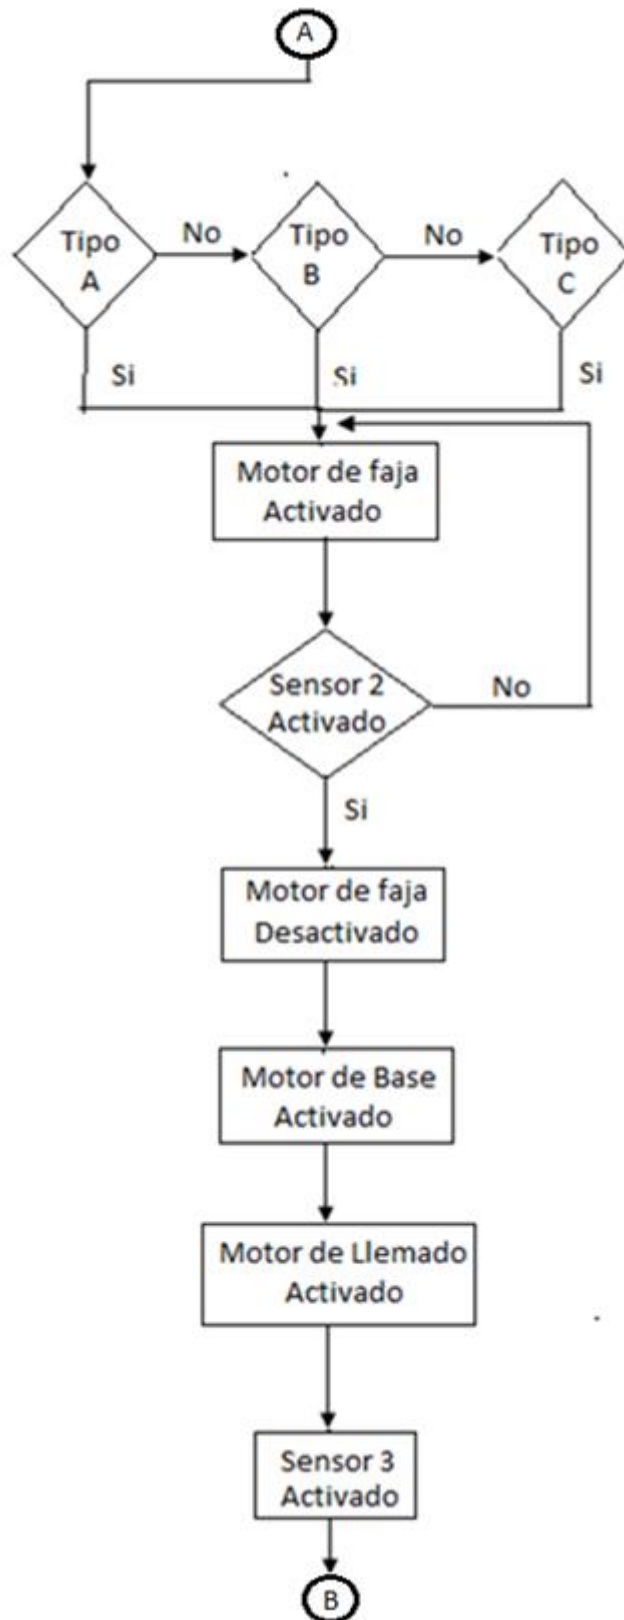 A
Tipo
A
No
Tipo
B
No
Tipo
C
Si
Si
Si
Motor de faja
Activado
Sensor 2
Activado
No
Si
Motor de faja
Desactivado
Motor de Base
Activado
Motor de Llemado
Activado
Sensor 3
Activado
B